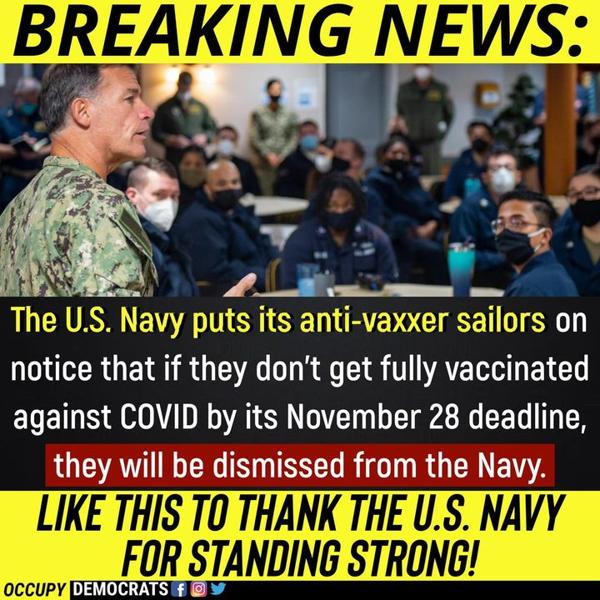 BREAKING NEWS:
The U.S. Navy puts its anti-vaxxer sailors on
notice that if they don't get fully vaccinated
against COVID by its November 28 deadline,
they will be dismissed from the Navy.
LIKE THIS TO THANK THE U.S. NAVY
FOR STANDING STRONG!
OCCUPY DEMOCRATS